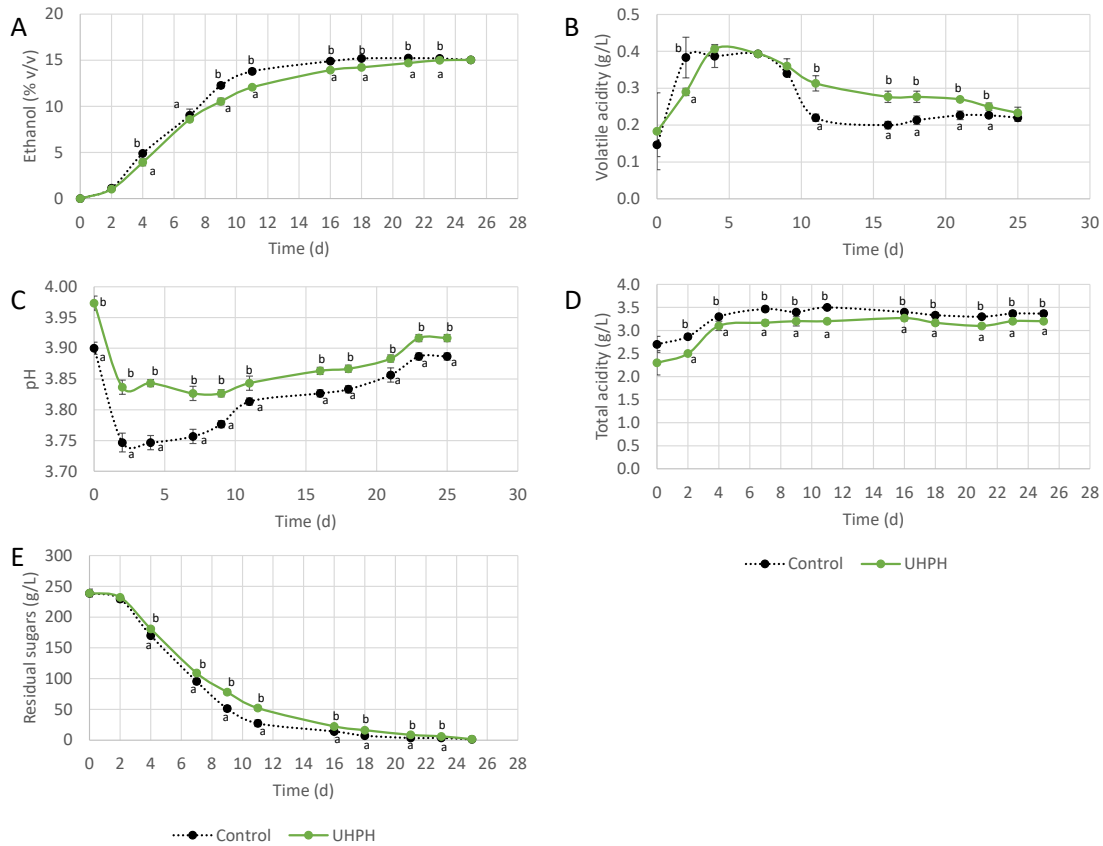 A
Ethanol (% v/v)
20
15
10
5
0
b b b b b b b b
a a a a a a a a
0 2 4 6 8 10 12 14 16 18 20 22 24 26 28
Time (d)
B
Volatile acidity (g/L)
0.5
0.4
0.3
0.2
0.1
0.0
b b b b b b
a a a a a a
0 5 10 15 20 25 30
Time (d)
C
pH
4.00
3.95
3.90
3.85
3.80
3.75
3.70
b b b b b b b b b b b
a a a a a a a a a a a
0 5 10 15 20 25 30
Time (d)
D
Total acidity (g/L)
4.0
3.5
3.0
2.5
2.0
1.5
1.0
0.5
0.0
b b b b b b b b b b
a a a a a a a a a a
0 2 4 6 8 10 12 14 16 18 20 22 24 26 28
Time (d)
Control UHPH
E
Residual sugars (g/L)
300
250
200
150
100
50
0
b b b b b b b b
a a a a a a a a
0 2 4 6 8 10 12 14 16 18 20 22 24 26 28
Time (d)
Control UHPH